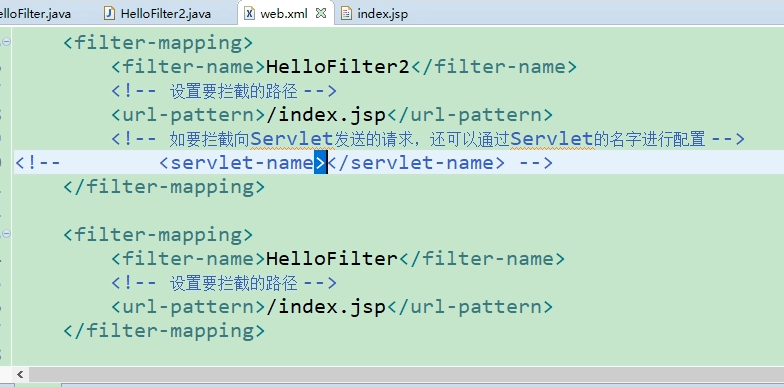 elloFilter.java HelloFilter2.java web.xml index.jsp
<filter-mapping>
<filter-name>HelloFilter2</filter-name>
<!-- 设置要拦截的路径 -->
<url-pattern>/index.jsp</url-pattern>
<!-- 如要拦截向Servlet发送的请求，还可以通过Servlet的名字进行配置 -->
<!-- <servlet-name></servlet-name> -->
</filter-mapping>
<filter-mapping>
<filter-name>HelloFilter</filter-name>
<!-- 设置要拦截的路径 -->
<url-pattern>/index.jsp</url-pattern>
</filter-mapping>